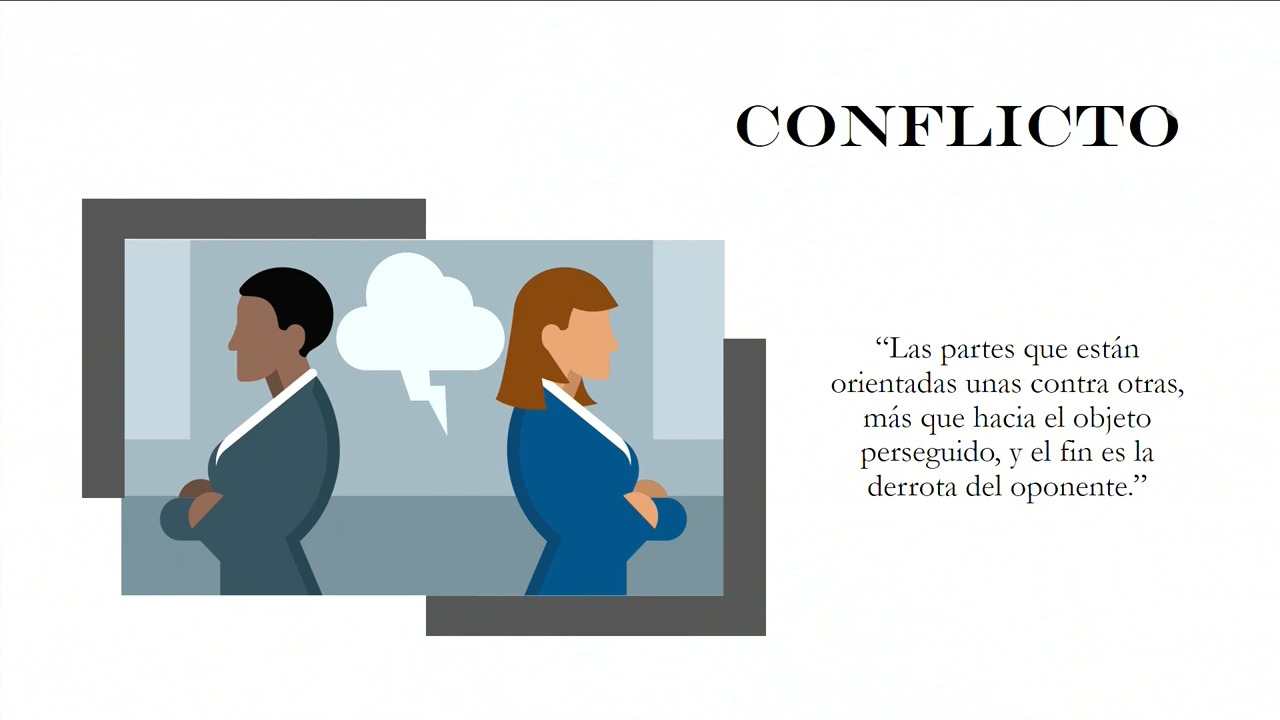 CONFLICTO
“Las partes que están
orientadas unas contra otras,
más que hacia el objeto
perseguido, y el fin es la
derrota del oponente.”